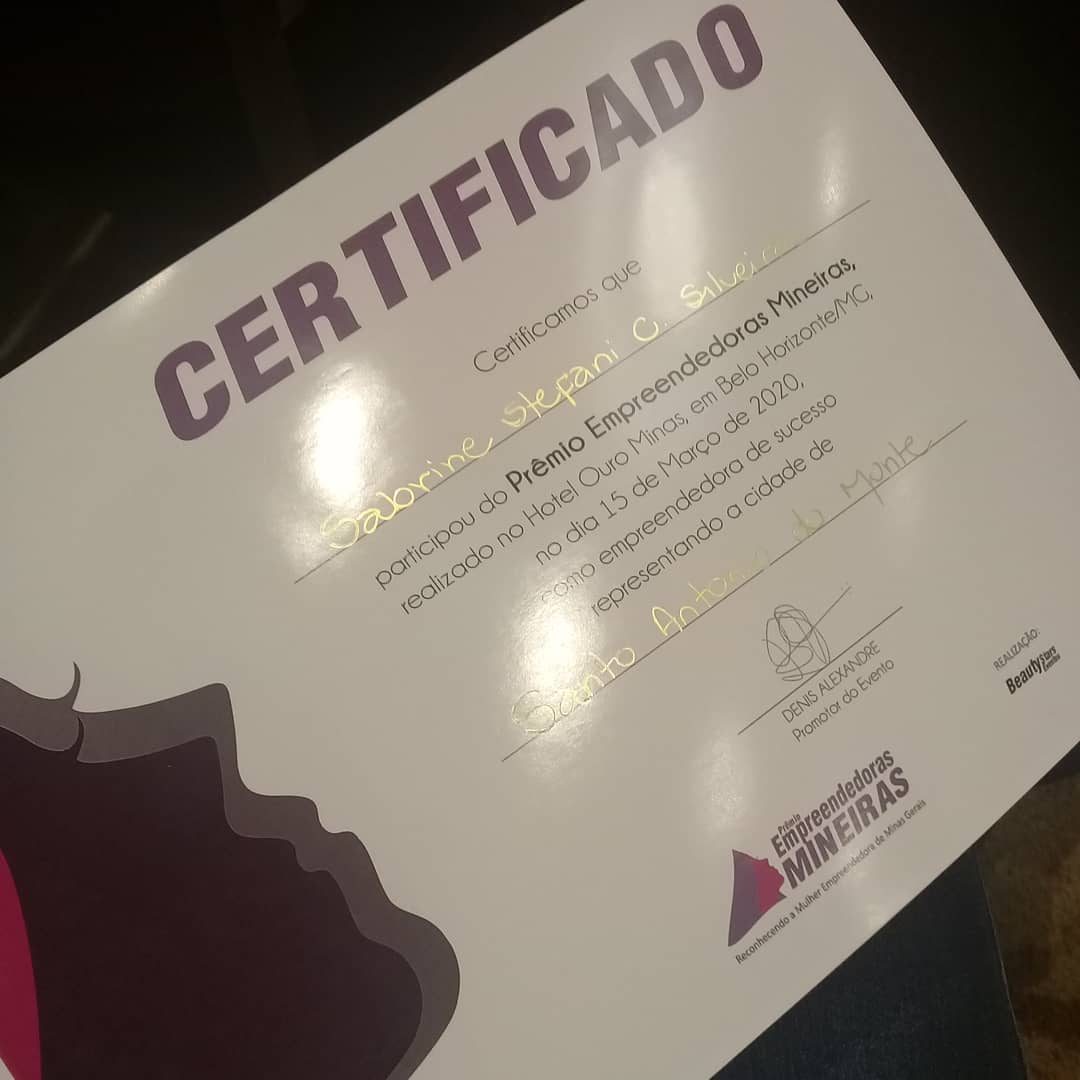 CERTIFICADO
Certificamos que
Sabrine Stefani C. Silveira
participou do Prêmio Empreendedoras Mineiras,
realizado no Hotel Ouro Minas, em Belo Horizonte/MG,
no dia 15 de Março de 2020,
como empreendedora de sucesso
representando a cidade de
Santo Antonio do Monte
DENIS ALEXANDRE
Promotor do Evento
REALIZAÇÃO:
Beauty Stars
Prêmio
Empreendedoras
MINEIRAS
Reconhecendo a Mulher Empreendedora de Minas Gerais